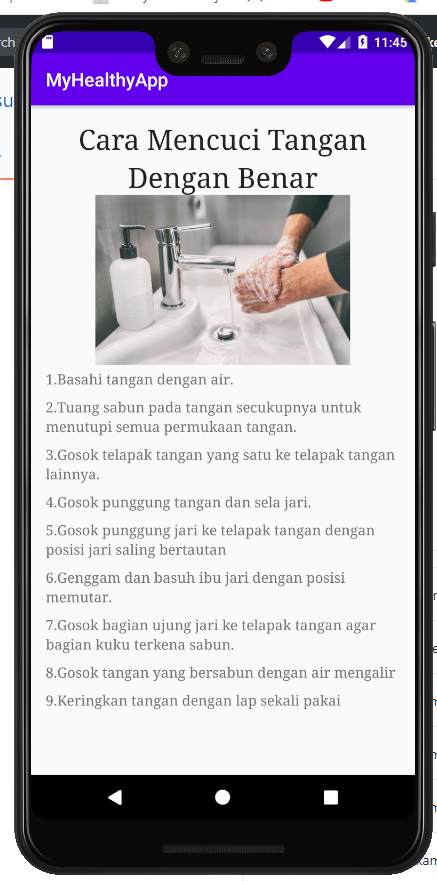 11:45
MyHealthyApp
Cara Mencuci Tangan
Dengan Benar
1.Basahi tangan dengan air.
2.Tuang sabun pada tangan secukupnya untuk
menutupi semua permukaan tangan.
3.Gosok telapak tangan yang satu ke telapak tangan
lainnya.
4.Gosok punggung tangan dan sela jari.
5.Gosok punggung jari ke telapak tangan dengan
posisi jari saling bertautan
6.Genggam dan basuh ibu jari dengan posisi
memutar.
7.Gosok bagian ujung jari ke telapak tangan agar
bagian kuku terkena sabun.
8.Gosok tangan yang bersabun dengan air mengalir
9.Keringkan tangan dengan lap sekali pakai